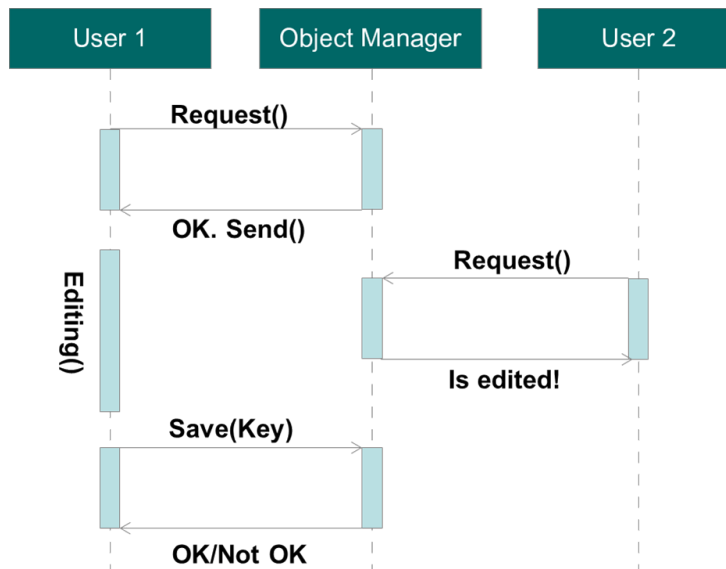 User 1
Object Manager
User 2
Request()
OK. Send()
Request()
Editing()
Is edited!
Save(Key)
OK/Not OK